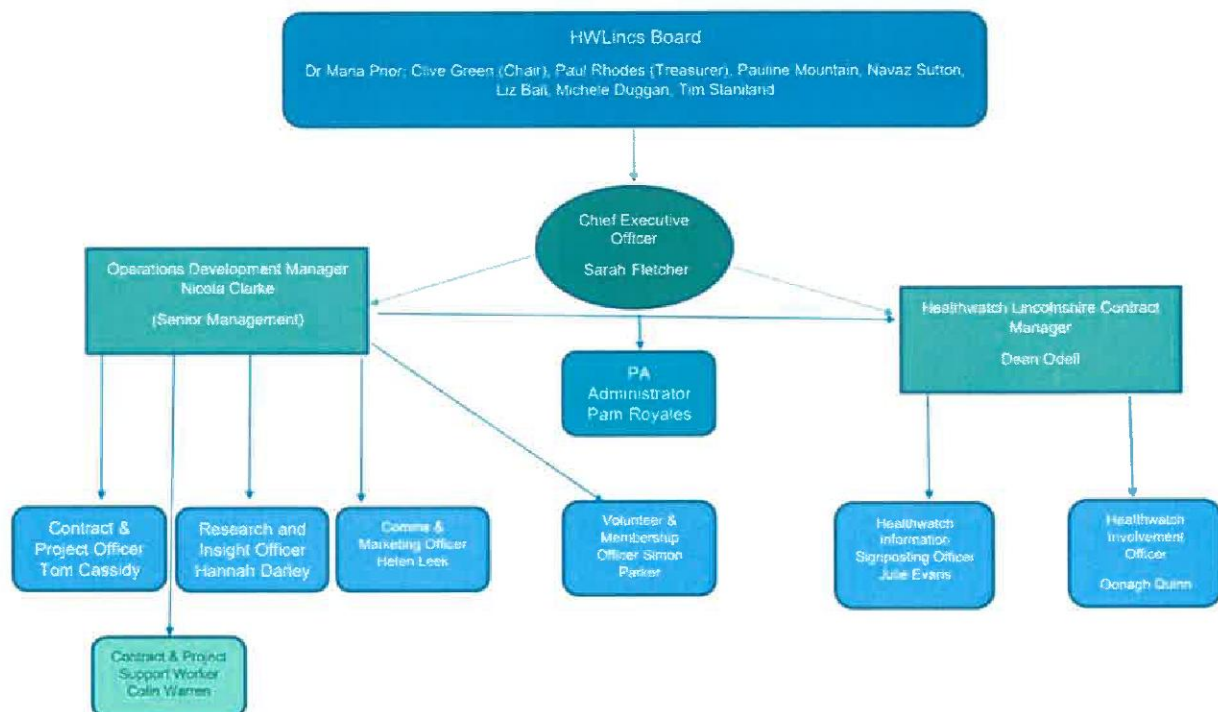 HWLincs Board
Dr Maria Prior, Clive Green (Chair), Paul Rhodes (Treasurer), Pauline Mountain, Navaz Sutton,
Liz Ball, Michele Duggan, Tim Staniland
Chief Executive
Officer
Sarah Fletcher
Operations Development Manager
Nicola Clarke
(Senior Management)
Healthwatch Lincolnshire Contract
Manager
Dean Odell
PA
Administrator
Pam Royales
Contract &
Project Officer
Tom Cassidy
Research and
Insight Officer
Hannah Darley
Comms &
Marketing Officer
Helen Leek
Volunteer &
Membership
Officer Simon
Parker
Healthwatch
Information
Signposting Officer
Julie Evans
Healthwatch
Involvement
Officer
Oonagh Quinn
Contract & Project
Support Worker
Colin Warren